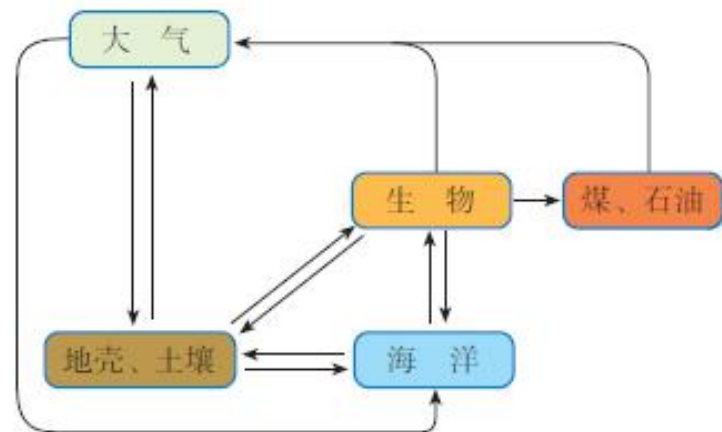 大 气
生 物
煤、石油
地壳、土壤
海 洋